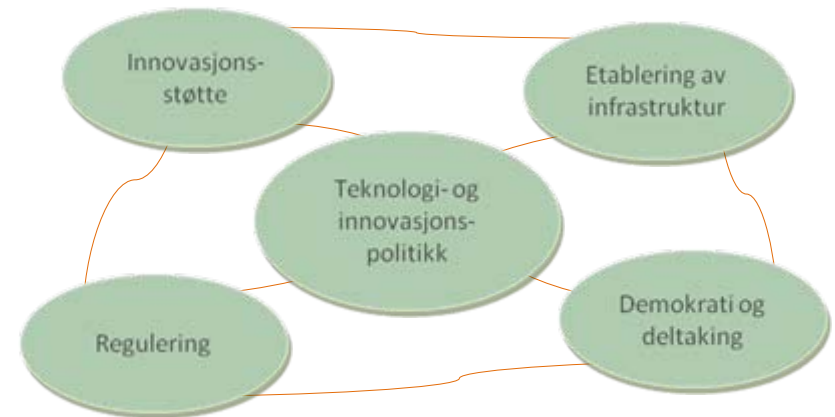 Innovasjons-
støtte
Etablering av
infrastruktur
Teknologi- og
innovasjons-
politikk
Regulering
Demokrati og
deltaking